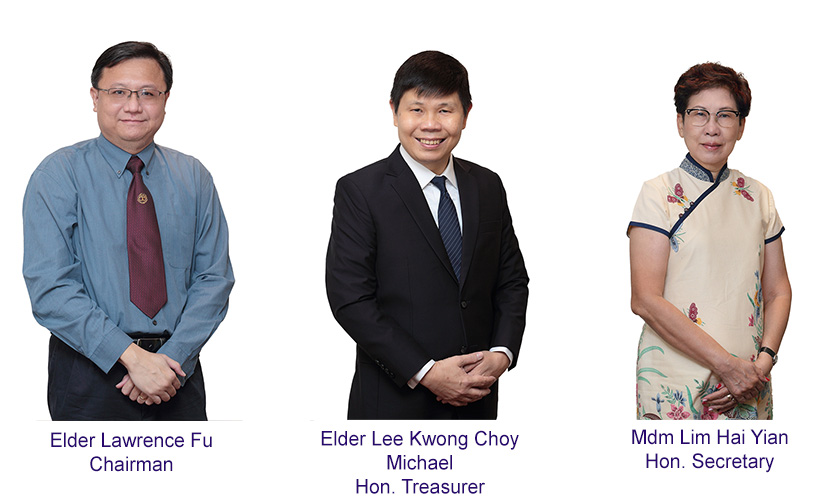 Elder Lawrence Fu
Chairman
Elder Lee Kwong Choy
Michael
Hon. Treasurer
Mdm Lim Hai Yian
Hon. Secretary